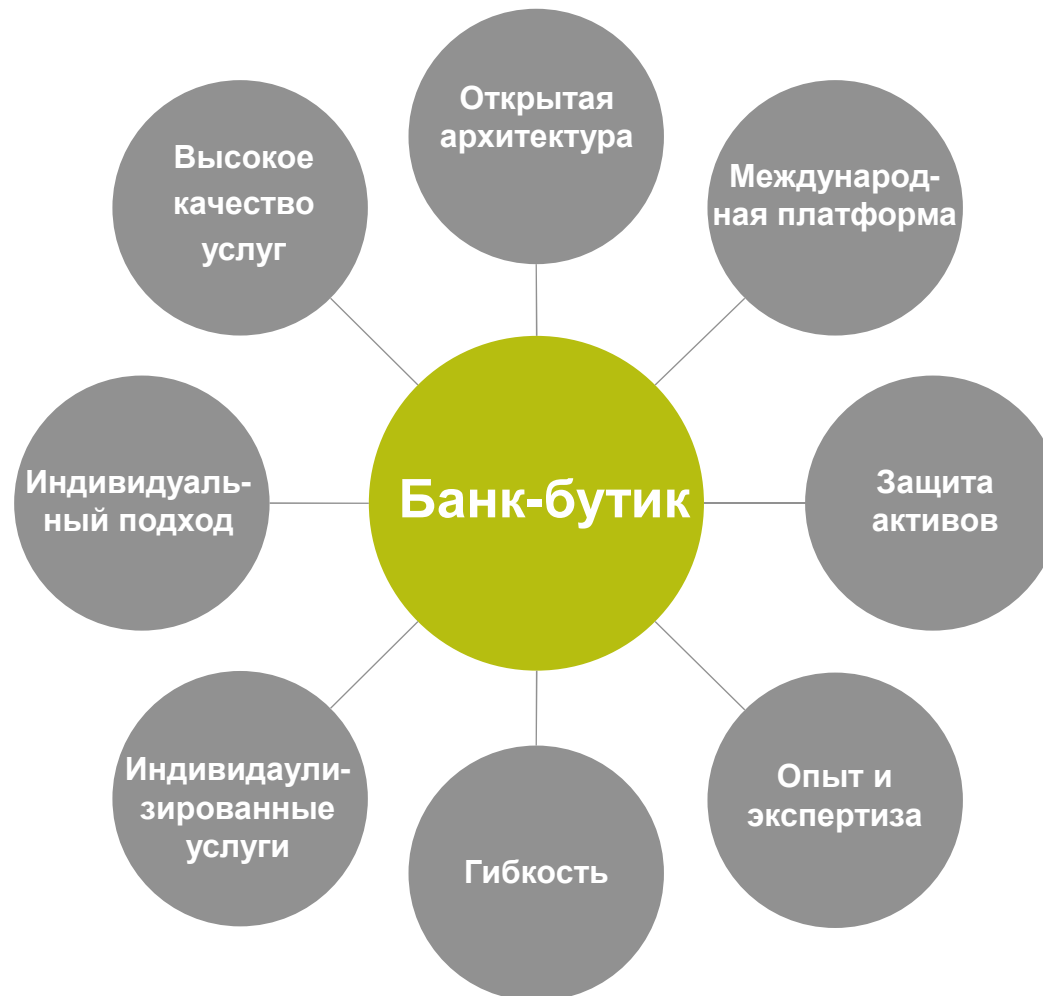 Открытая
архитектура
Международ-
ная платформа
Высокое
качество
услуг
Индивидуаль-
ный подход
Банк-бутик
Защита
активов
Индивидаули-
зированные
услуги
Опыт и
экспертиза
Гибкость